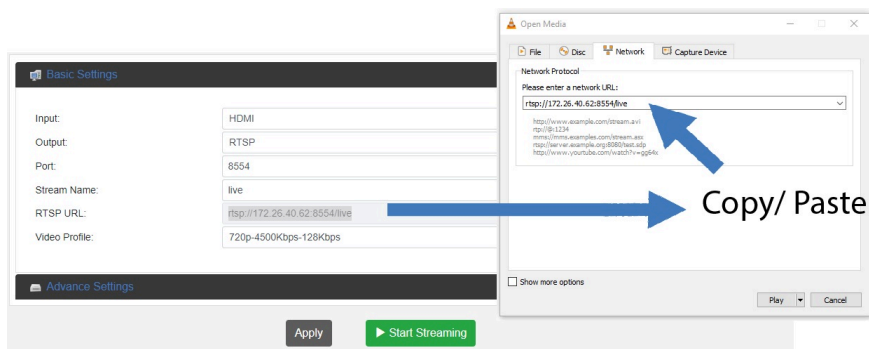 Basic Settings
Input:
HDMI
Output:
RTSP
Port:
8554
Stream Name:
live
RTSP URL:
rtsp://172.26.40.62:8554/live
Video Profile:
720p-4500Kbps-128Kbps
Advance Settings
Apply
Start Streaming
Open Media
File
Disc
Network
Capture Device
Network Protocol
Please enter a network URL:
rtsp://172.26.40.62:8554/live
http://www.example.com/stream.avi
rtp://@:1234
mms://mms.examples.com/stream.asx
rtsp://server.example.org:8080/test.sdp
http://www.yourtube.com/watch?v=gg64x
Copy/ Paste
Show more options
Play
Cancel